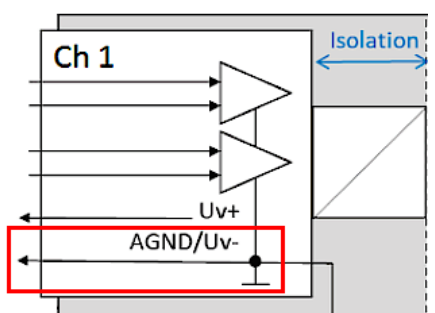 Isolation
Ch 1
Uv+
AGND/Uv-